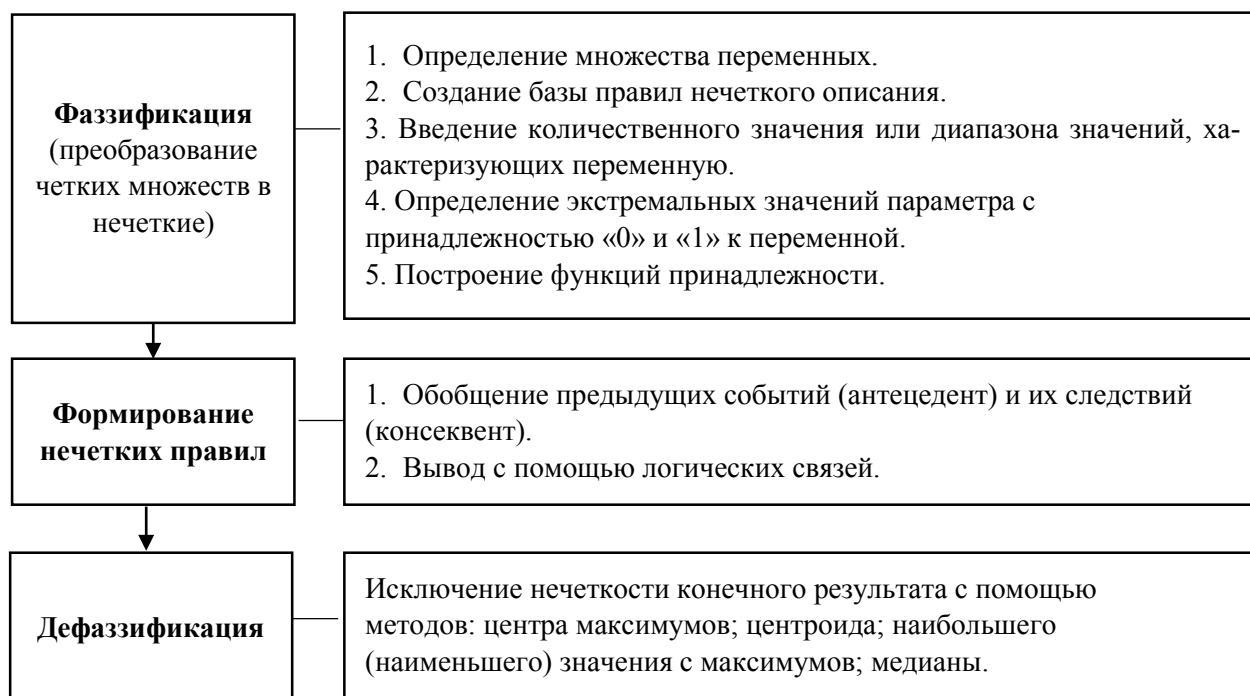 Фаззификация
(преобразование
четких множеств в
нечеткие)
1. Определение множества переменных.
2. Создание базы правил нечеткого описания.
3. Введение количественного значения или диапазона значений, ха-
рактеризующих переменную.
4. Определение экстремальных значений параметра с
принадлежностью «0» и «1» к переменной.
5. Построение функций принадлежности.
Формирование
нечетких правил
1. Обобщение предыдущих событий (антецедент) и их следствий
(консеквент).
2. Вывод с помощью логических связей.
Дефаззификация
Исключение нечеткости конечного результата с помощью
методов: центра максимумов; центроида; наибольшего
(наименьшего) значения с максимумов; медианы.